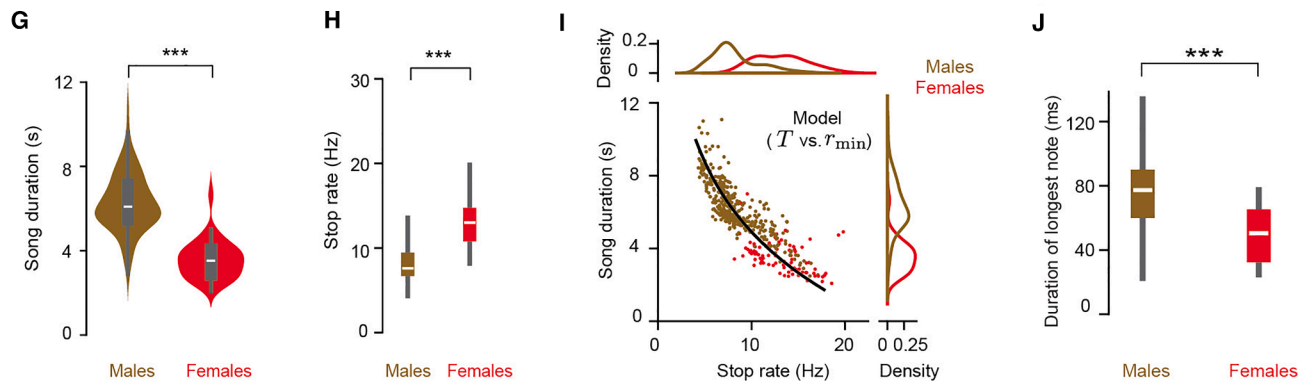 G
***
Song duration (s)
12
8
4
0
Males
Females
H
***
Stop rate (Hz)
30
20
10
0
Males
Females
I
Density
0.2
0
Males
Females
Song duration (s)
12
8
4
0
Model
( T vs. rmin)
0
10
20
Stop rate (Hz)
0 0.25
Density
J
***
Duration of longest note (ms)
120
80
40
0
Males
Females